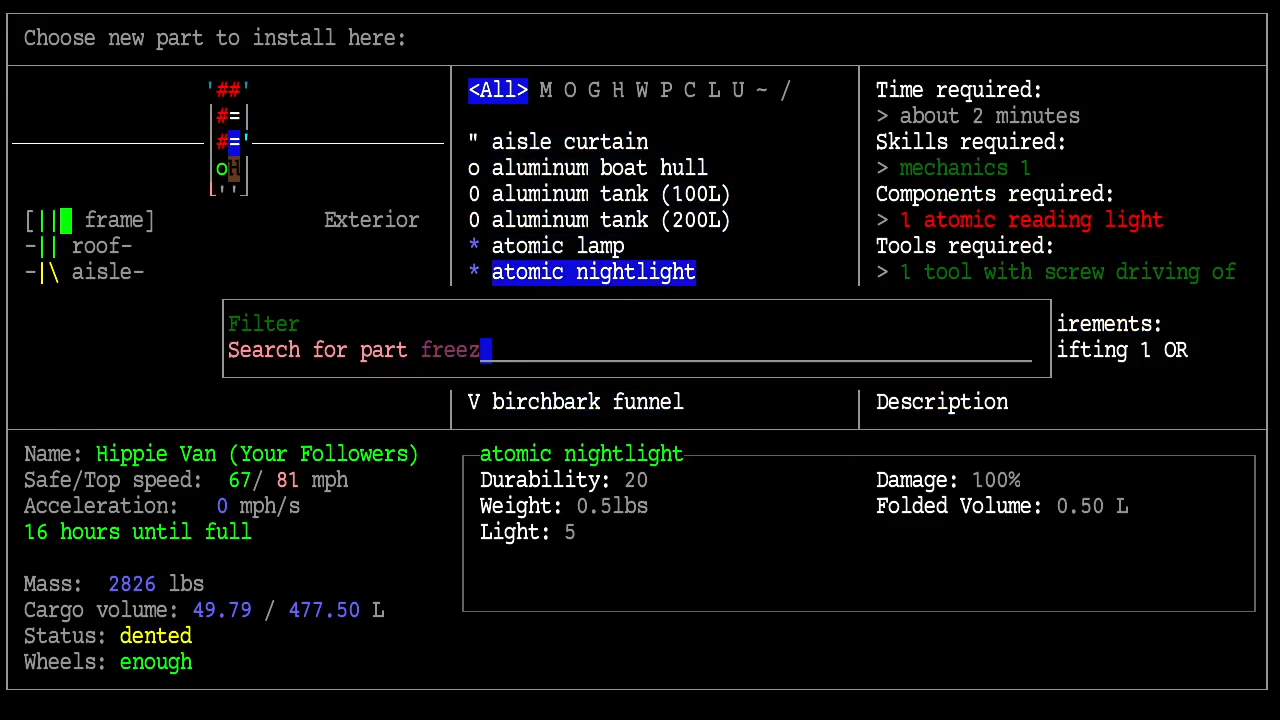 Choose new part to install here:
'##'
#=|
#='
oH
''
[|| frame]
Exterior
-|| roof-
-|\ aisle-
<All> M O G H W P C L U ~ /
" aisle curtain
o aluminum boat hull
0 aluminum tank (100L)
0 aluminum tank (200L)
* atomic lamp
* atomic nightlight
Time required:
> about 2 minutes
Skills required:
> mechanics 1
Components required:
> 1 atomic reading light
Tools required:
> 1 tool with screw driving of
Filter
Search for part freez
irements:
ifting 1 OR
V birchbark funnel
Description
Name: Hippie Van (Your Followers)
Safe/Top speed: 67/ 81 mph
Acceleration: 0 mph/s
16 hours until full
Mass: 2826 lbs
Cargo volume: 49.79 / 477.50 L
Status: dented
Wheels: enough
atomic nightlight
Durability: 20
Weight: 0.5lbs
Light: 5
Damage: 100%
Folded Volume: 0.50 L